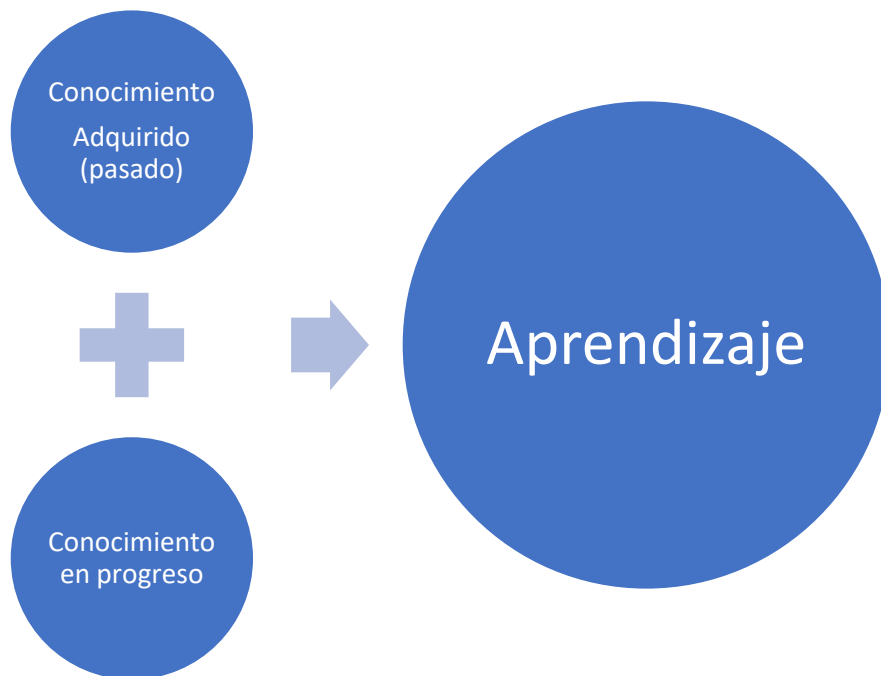 Conocimiento
Adquirido
(pasado)
Conocimiento
en progreso
Aprendizaje